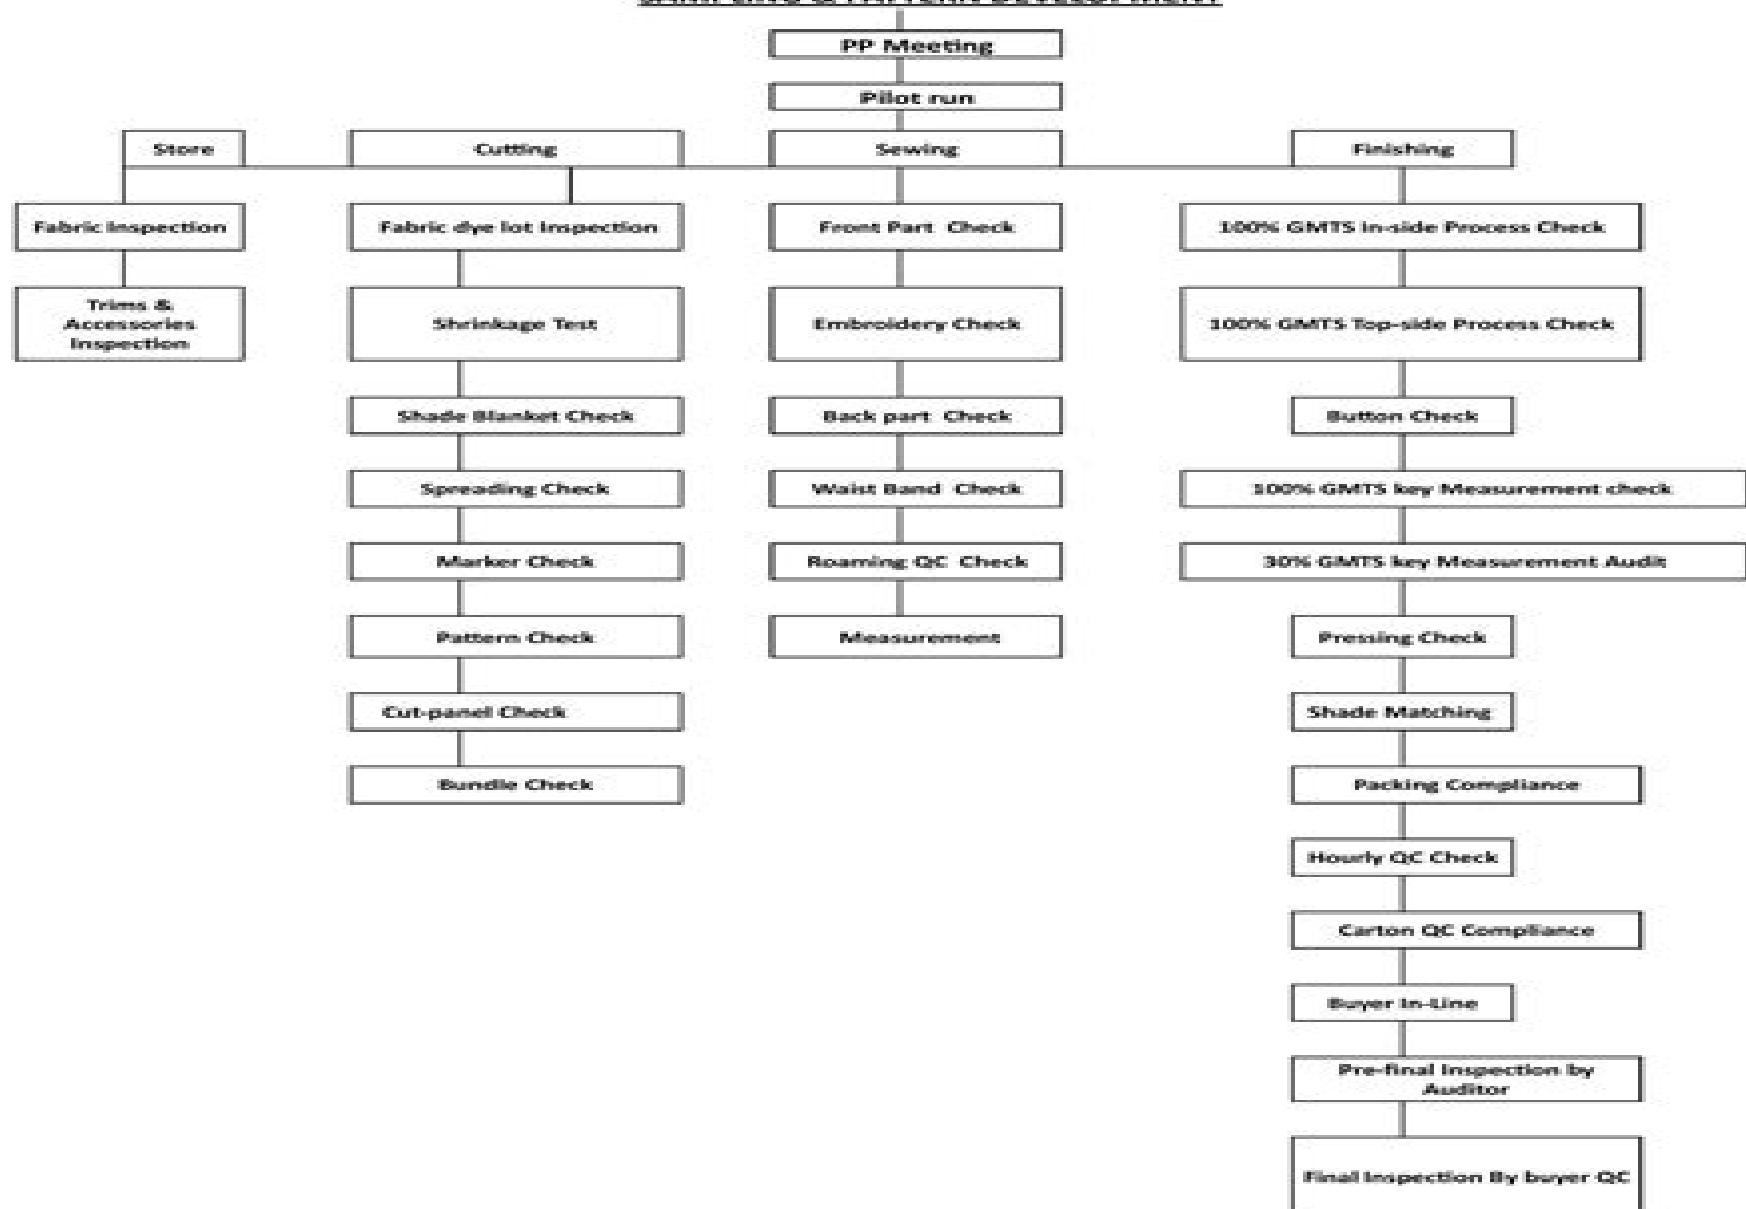 SAMPLING & PATTERN DEVELOPMENT
PP Meeting
Pilot run
Store
Cutting
Sewing
Finishing
Fabric Inspection
Fabric dye lot Inspection
Front Part Check
100% GMTS In-side Process Check
Trims &
Accessories
Inspection
Shrinkage Test
Embroidery Check
100% GMTS Top-side Process Check
Shade Blanket Check
Back part Check
Button Check
Spreading Check
Waist Band Check
100% GMTS key Measurement check
Marker Check
Roaming QC Check
30% GMTS key Measurement Audit
Pattern Check
Measurement
Pressing Check
Cut-panel Check
Shade Matching
Bundle Check
Packing Compliance
Hourly QC Check
Carton QC Compliance
Buyer In-Line
Pre-final Inspection by
Auditor
Final Inspection By buyer QC